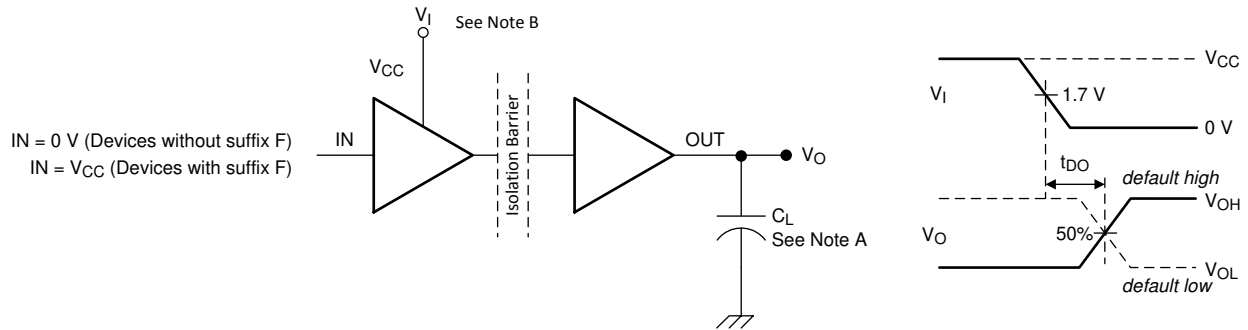 V_I
See Note B
V_CC
IN = 0 V (Devices without suffix F)
IN = V_CC (Devices with suffix F)
IN
Isolation Barrier
OUT
V_O
C_L
See Note A
V_I
V_CC
1.7 V
0 V
t_DO
default high
V_OH
V_O
50%
V_OL
default low